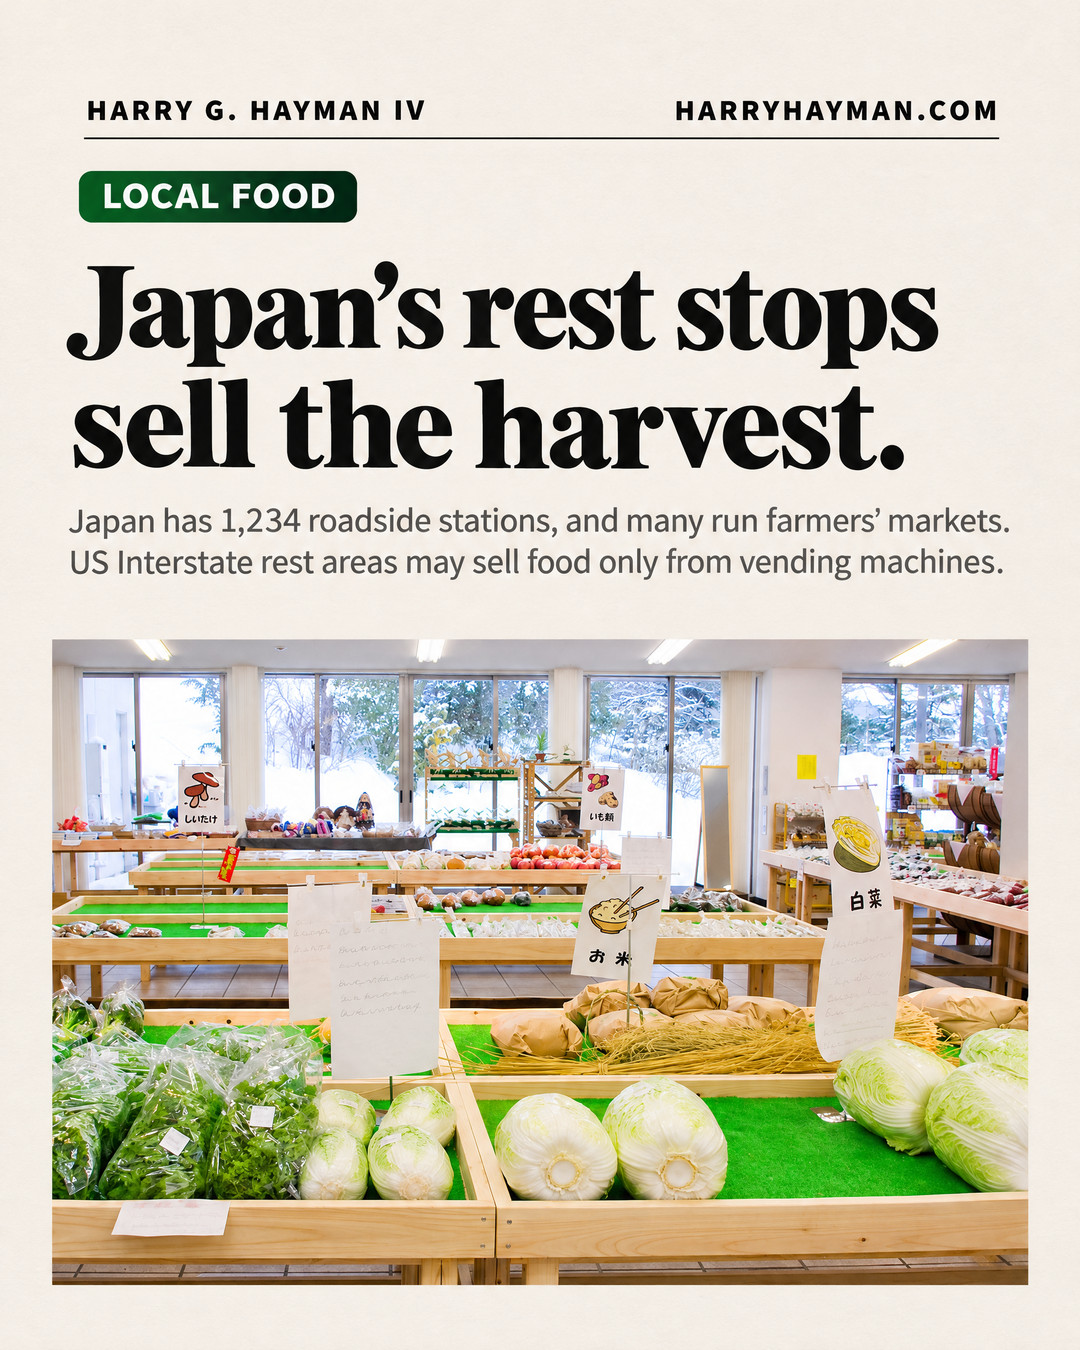 HARRY G. HAYMAN IV
HARRYHAYMAN.COM
LOCAL FOOD
Japan’s rest stops
sell the harvest.
Japan has 1,234 roadside stations, and many run farmers’ markets.
US Interstate rest areas may sell food only from vending machines.
しいたけ
いも類
白菜
お米